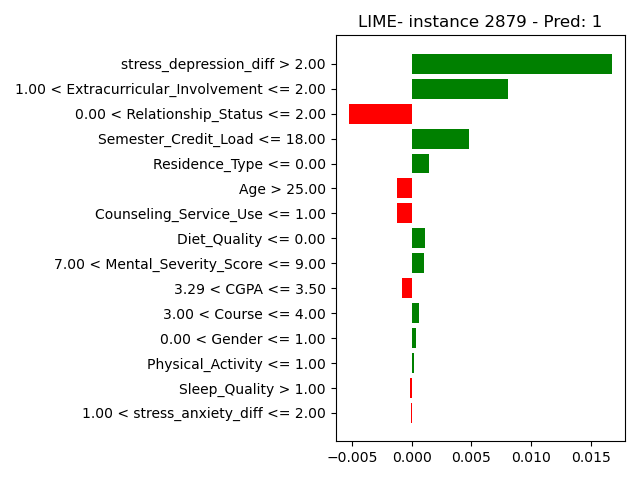 LIME- instance 2879 - Pred: 1
stress_depression_diff > 2.00
1.00 < Extracurricular_Involvement <= 2.00
0.00 < Relationship_Status <= 2.00
Semester_Credit_Load <= 18.00
Residence_Type <= 0.00
Age > 25.00
Counseling_Service_Use <= 1.00
Diet_Quality <= 0.00
7.00 < Mental_Severity_Score <= 9.00
3.29 < CGPA <= 3.50
3.00 < Course <= 4.00
0.00 < Gender <= 1.00
Physical_Activity <= 1.00
Sleep_Quality > 1.00
1.00 < stress_anxiety_diff <= 2.00
−0.005 0.000 0.005 0.010 0.015